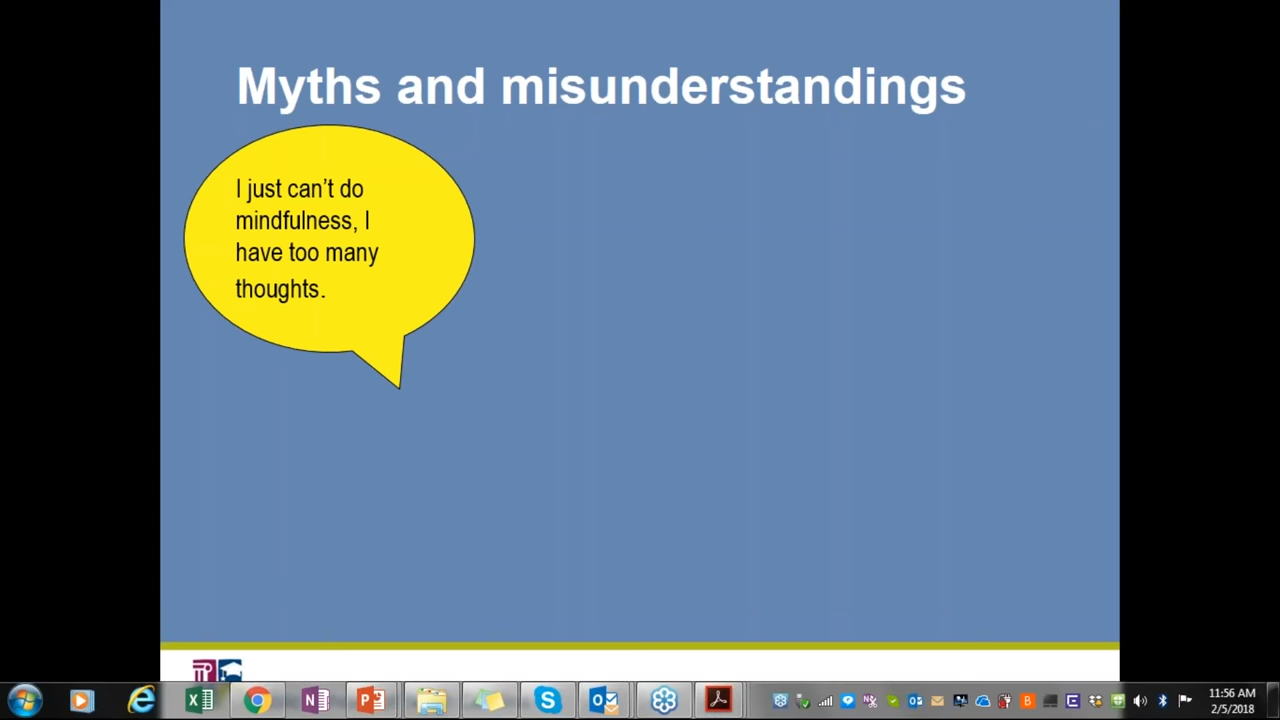 Myths and misunderstandings
I just can’t do
mindfulness, I
have too many
thoughts.
11:56 AM
2/5/2018